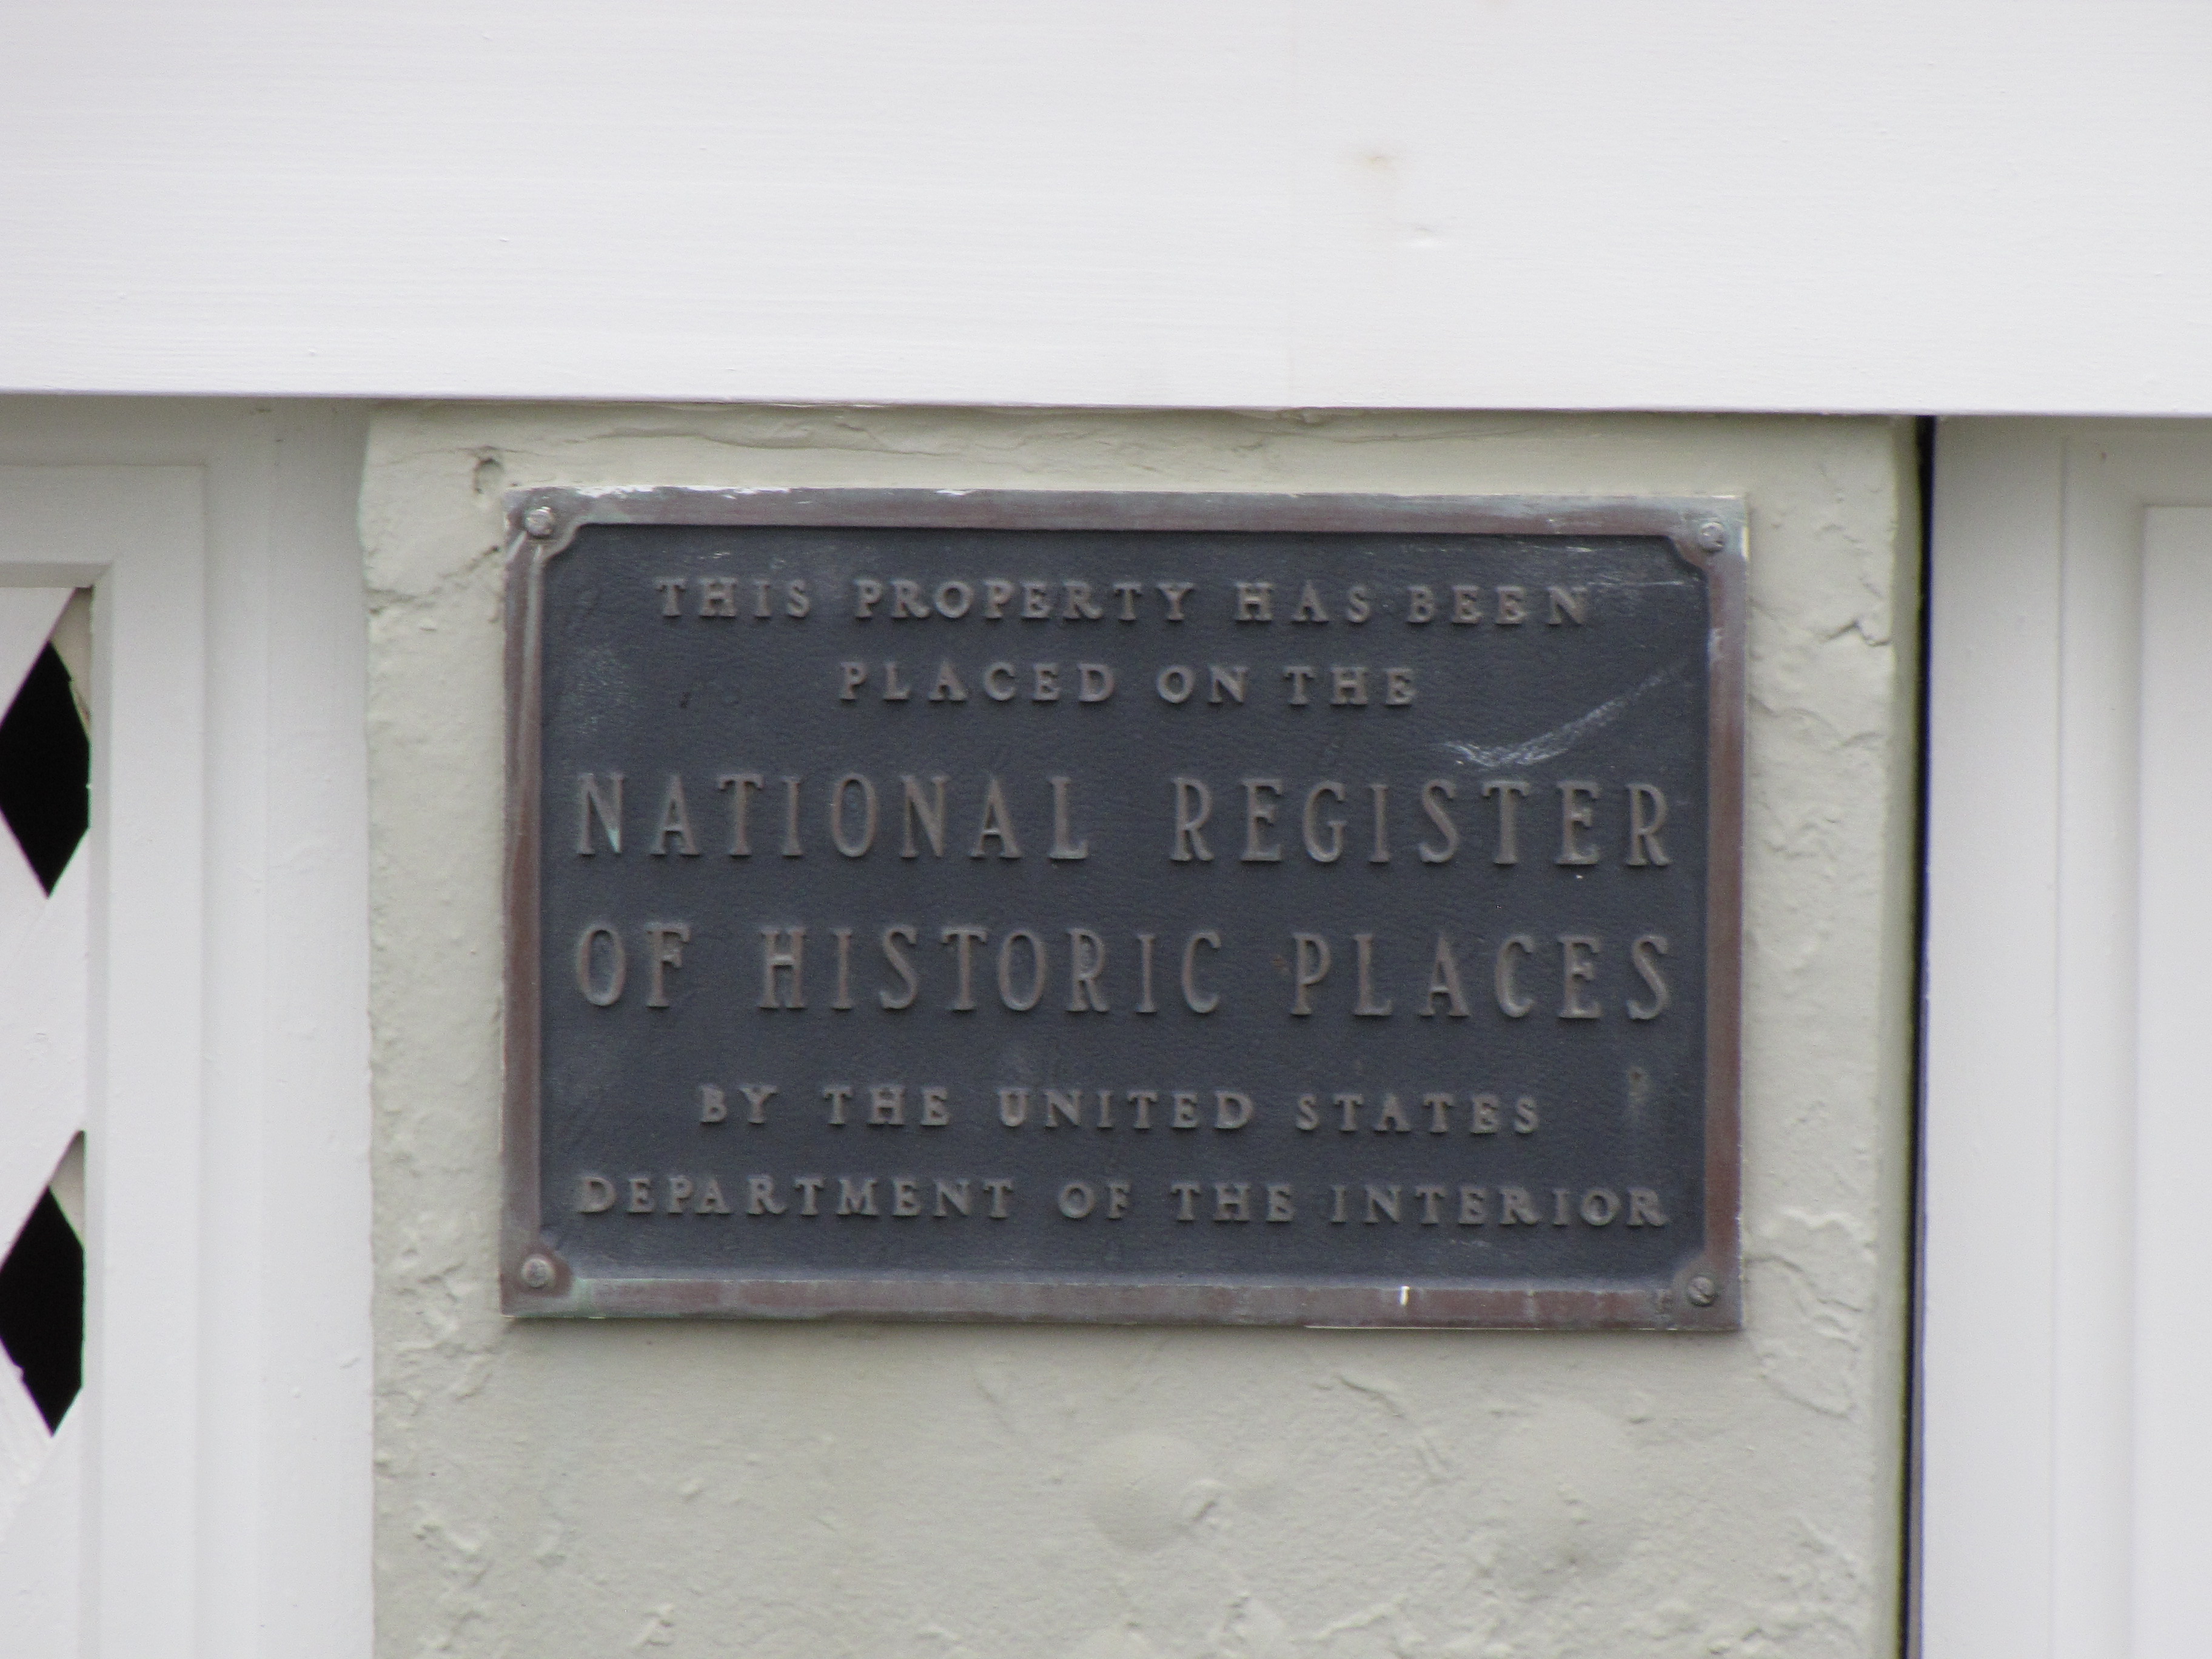 THIS PROPERTY HAS BEEN
PLACED ON THE
NATIONAL REGISTER
OF HISTORIC PLACES
BY THE UNITED STATES
DEPARTMENT OF THE INTERIOR